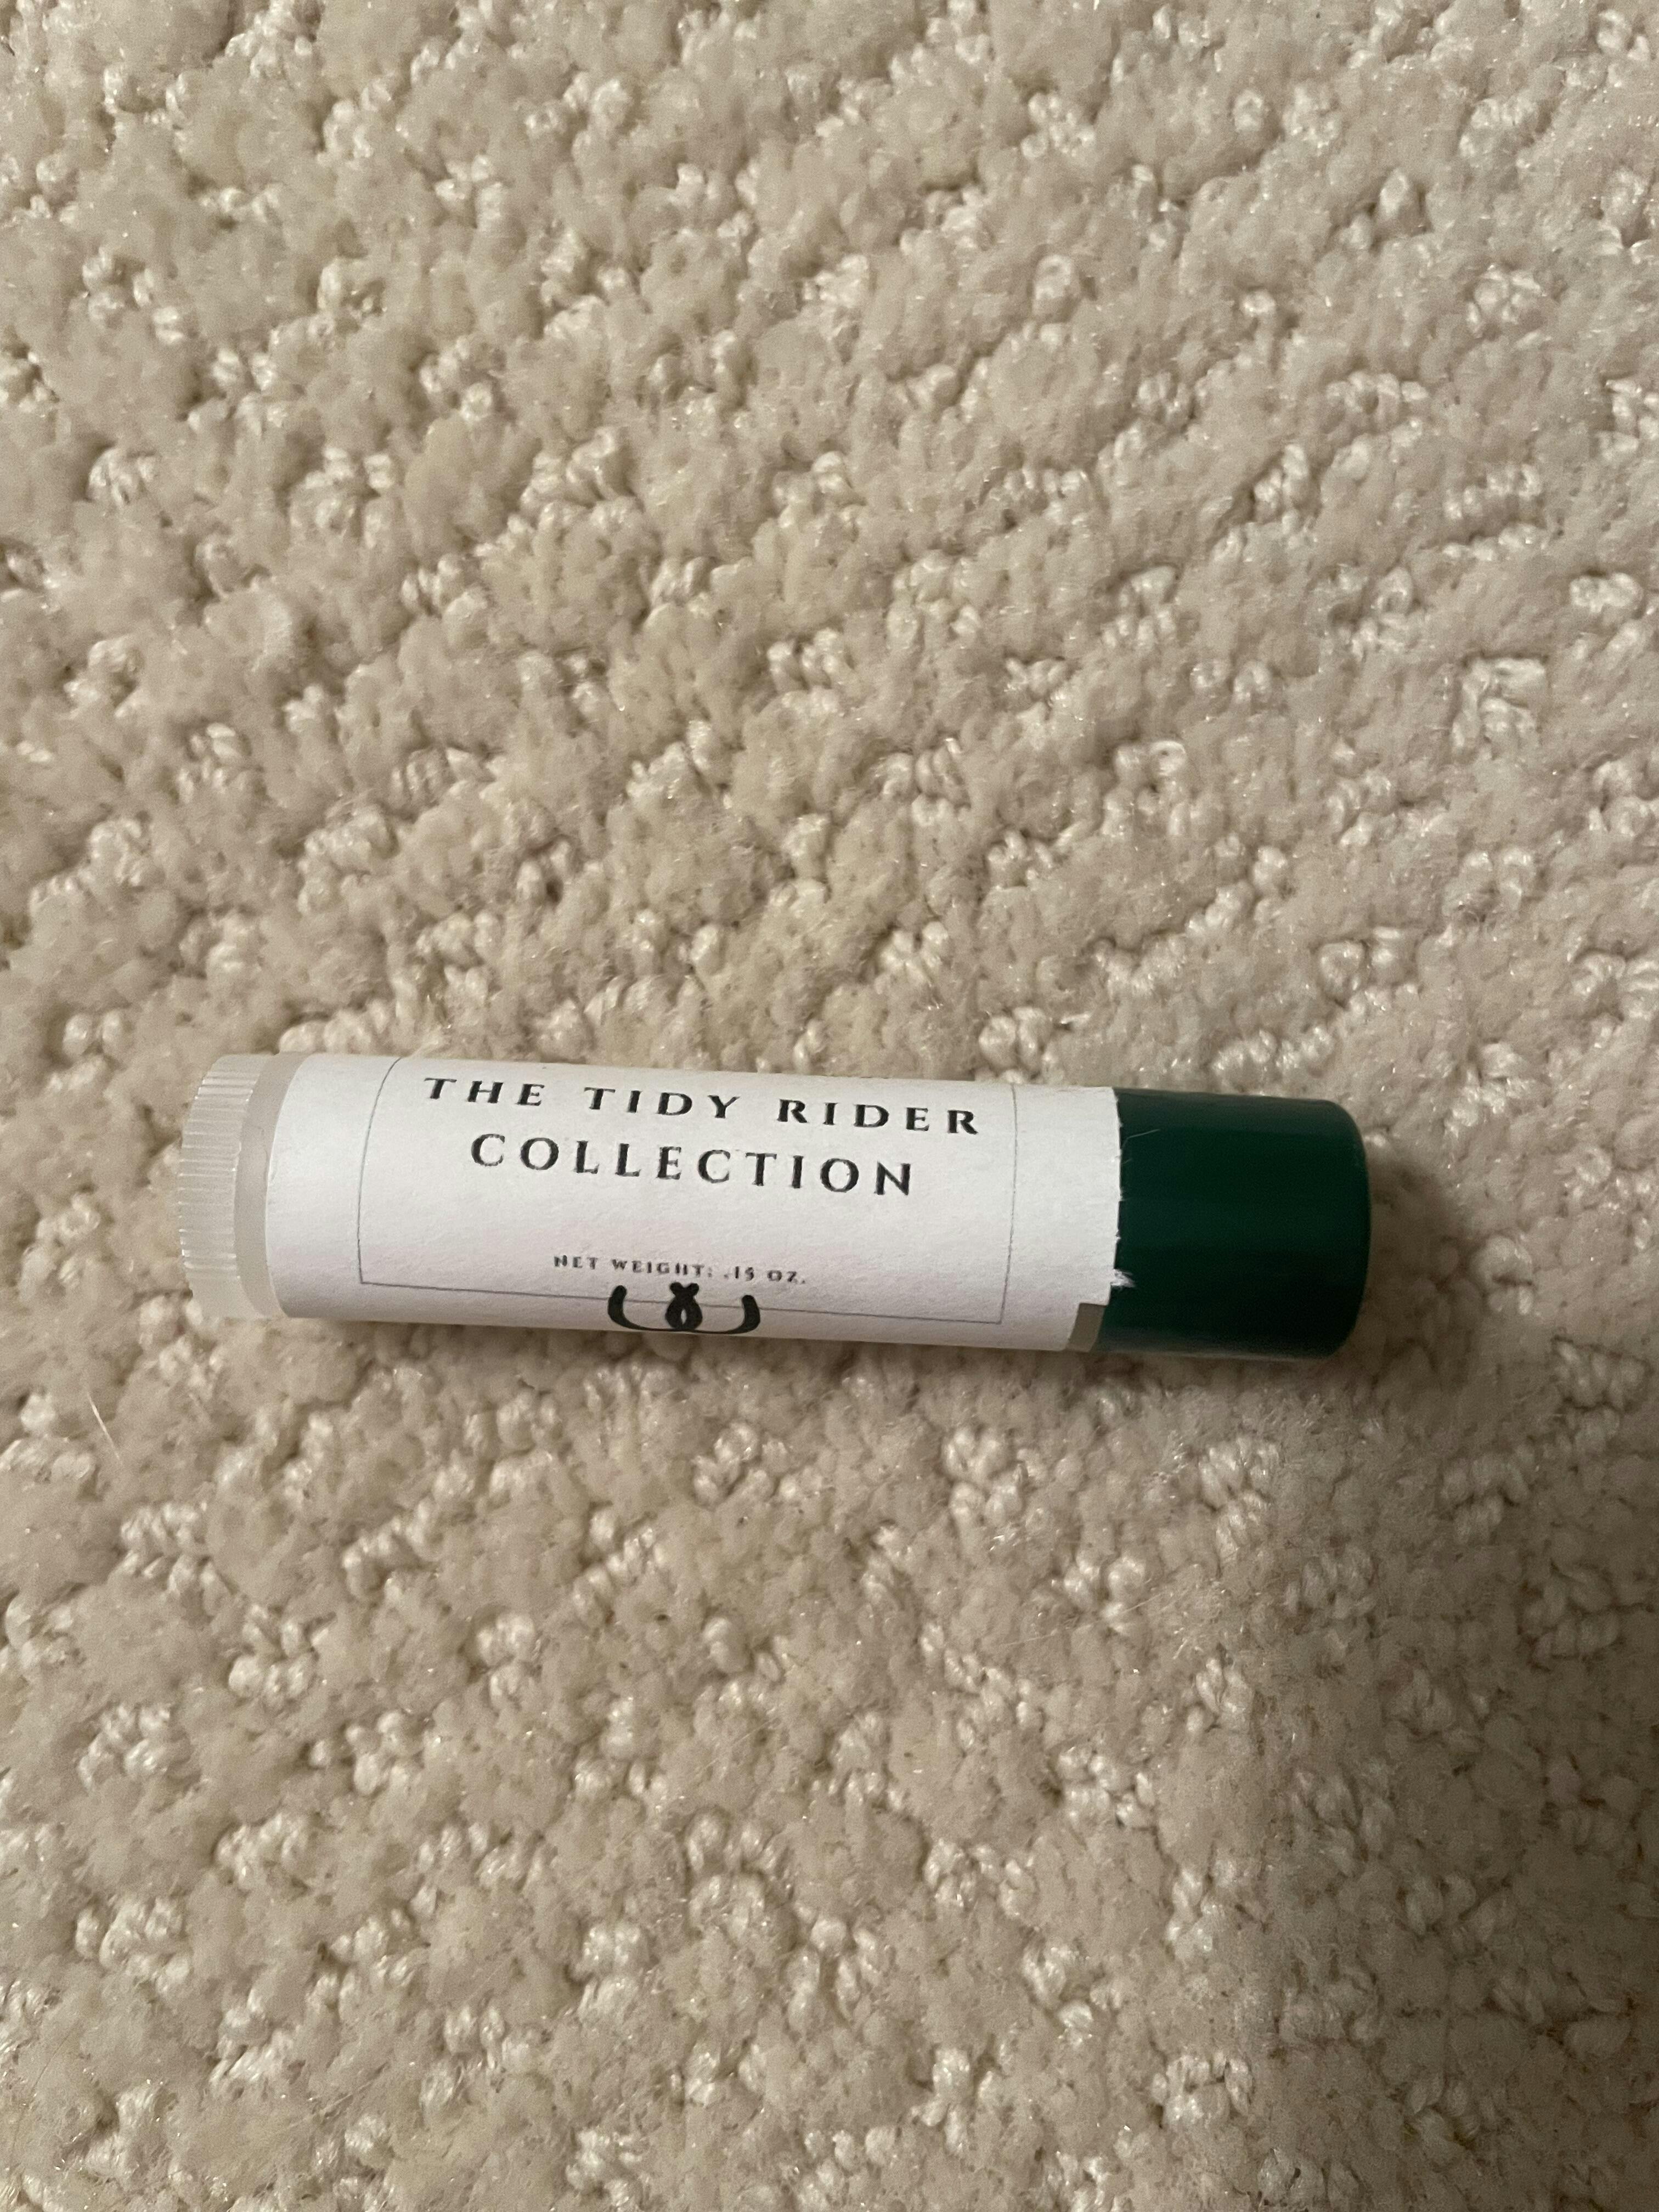 THE TIDY RIDER
COLLECTION
NET WEIGHT: .15 OZ.